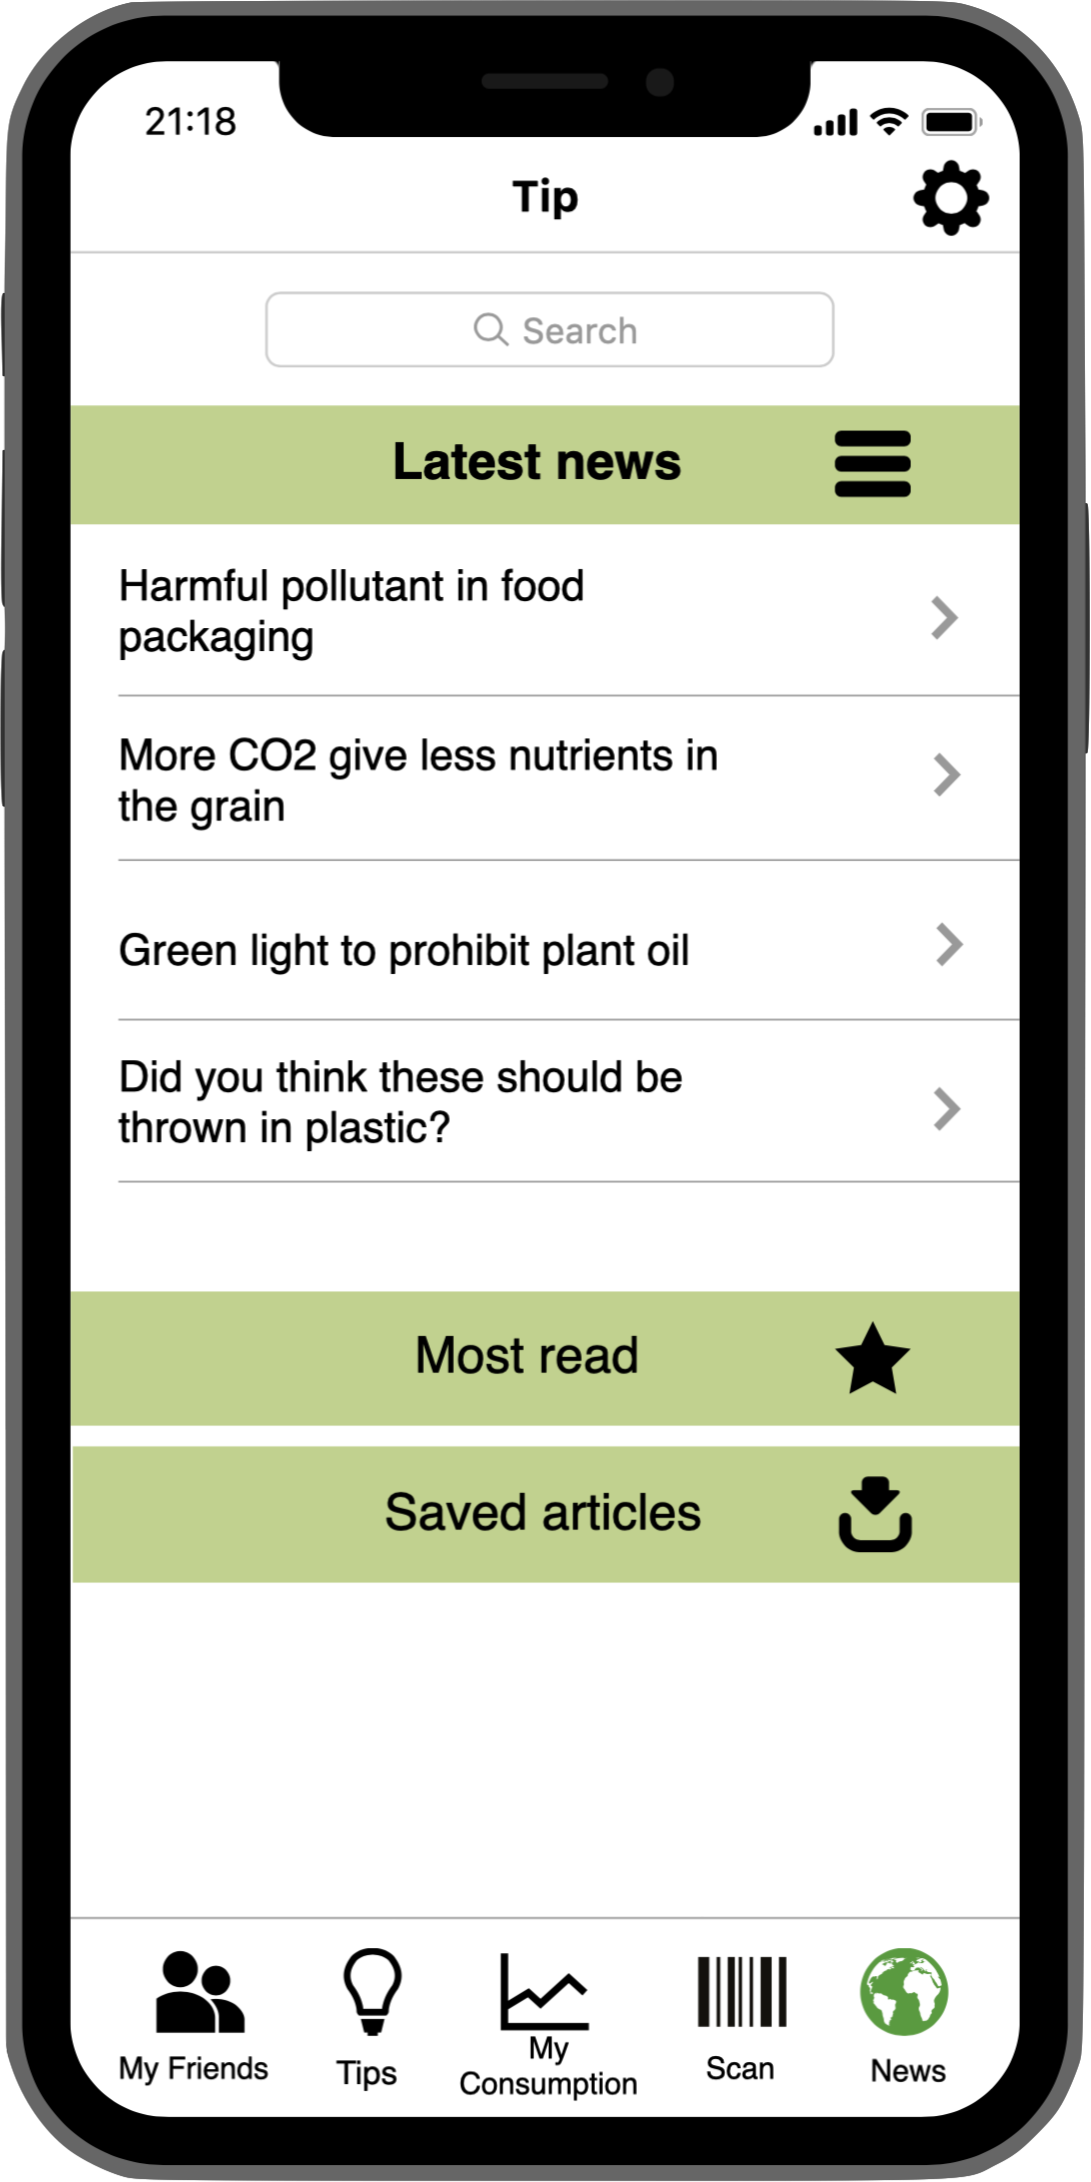 21:18
Tip
Search
Latest news
Harmful pollutant in food
packaging
More CO2 give less nutrients in
the grain
Green light to prohibit plant oil
Did you think these should be
thrown in plastic?
Most read
Saved articles
My Friends
Tips
My
Consumption
Scan
News